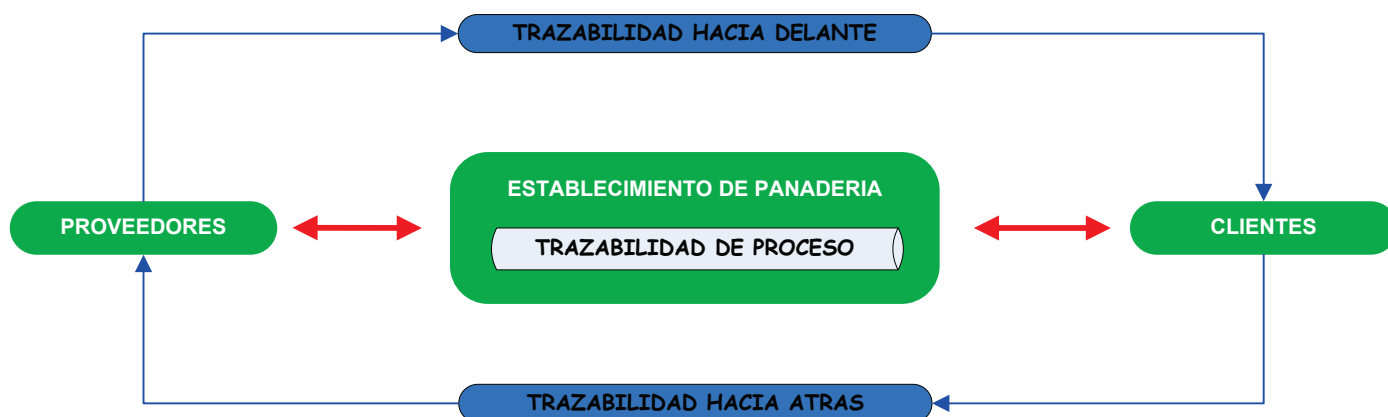 TRAZABILIDAD HACIA DELANTE
ESTABLECIMIENTO DE PANADERIA
PROVEEDORES
CLIENTES
TRAZABILIDAD DE PROCESO
TRAZABILIDAD HACIA ATRAS